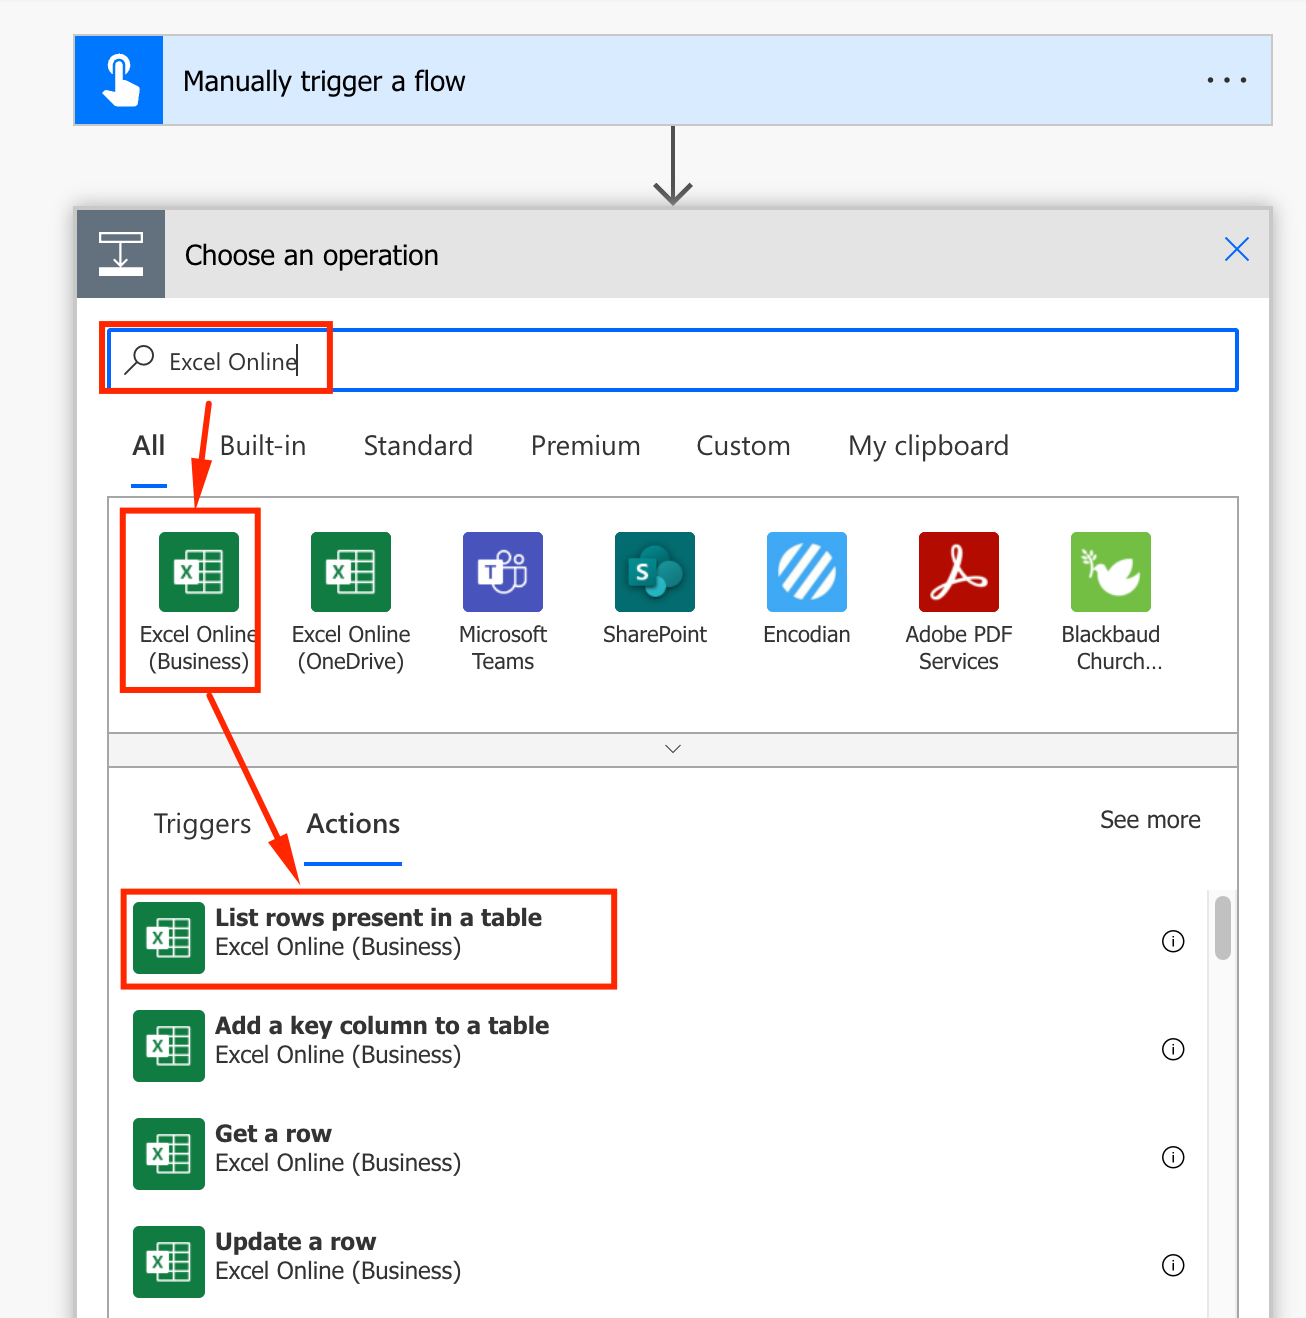 Manually trigger a flow
Choose an operation
Excel Online
All Built-in Standard Premium Custom My clipboard
Excel Online (Business)
Excel Online (OneDrive)
Microsoft Teams
SharePoint
Encodian
Adobe PDF Services
Blackbaud Church...
Triggers Actions See more
List rows present in a table
Excel Online (Business)
Add a key column to a table
Excel Online (Business)
Get a row
Excel Online (Business)
Update a row
Excel Online (Business)